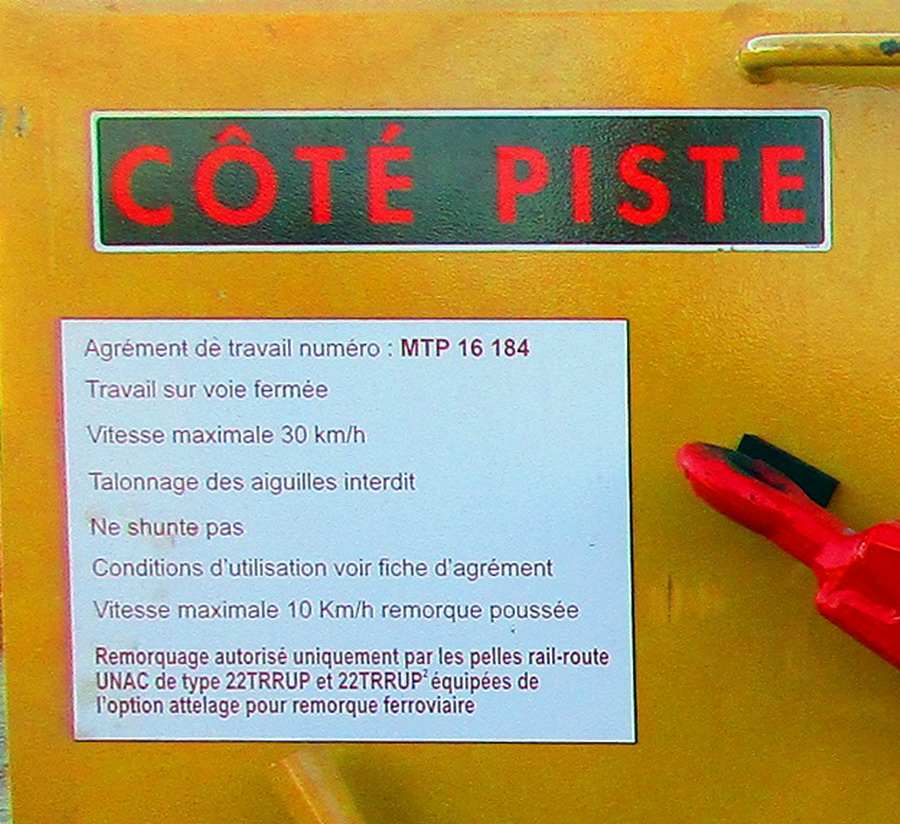 CÔTÉ PISTE
Agrément de travail numéro : MTP 16 184
Travail sur voie fermée
Vitesse maximale 30 km/h
Talonnage des aiguilles interdit
Ne shunte pas
Conditions d'utilisation voir fiche d'agrément
Vitesse maximale 10 Km/h remorque poussée
Remorquage autorisé uniquement par les pelles rail-route
UNAC de type 22TRRUP et 22TRRUP² équipées de
l'option attelage pour remorque ferroviaire